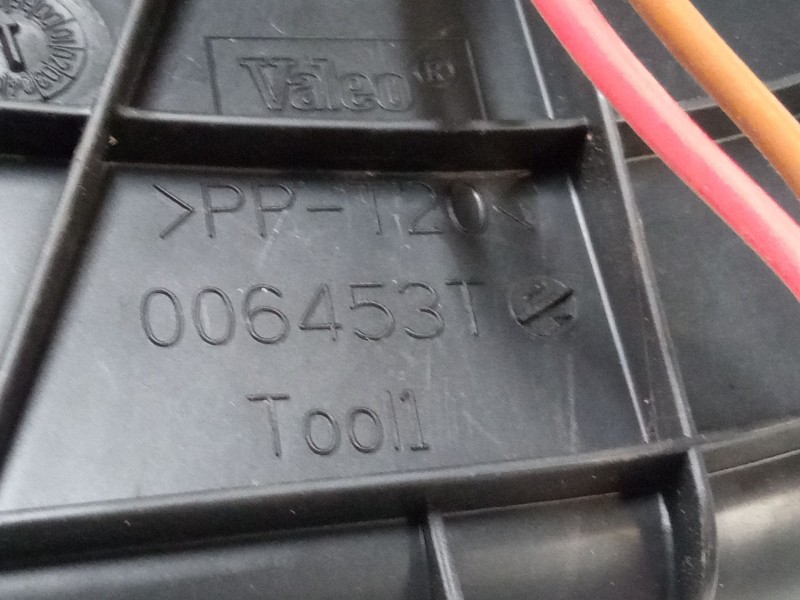 Valeo®
>PP-T20<
006453T
Tool1